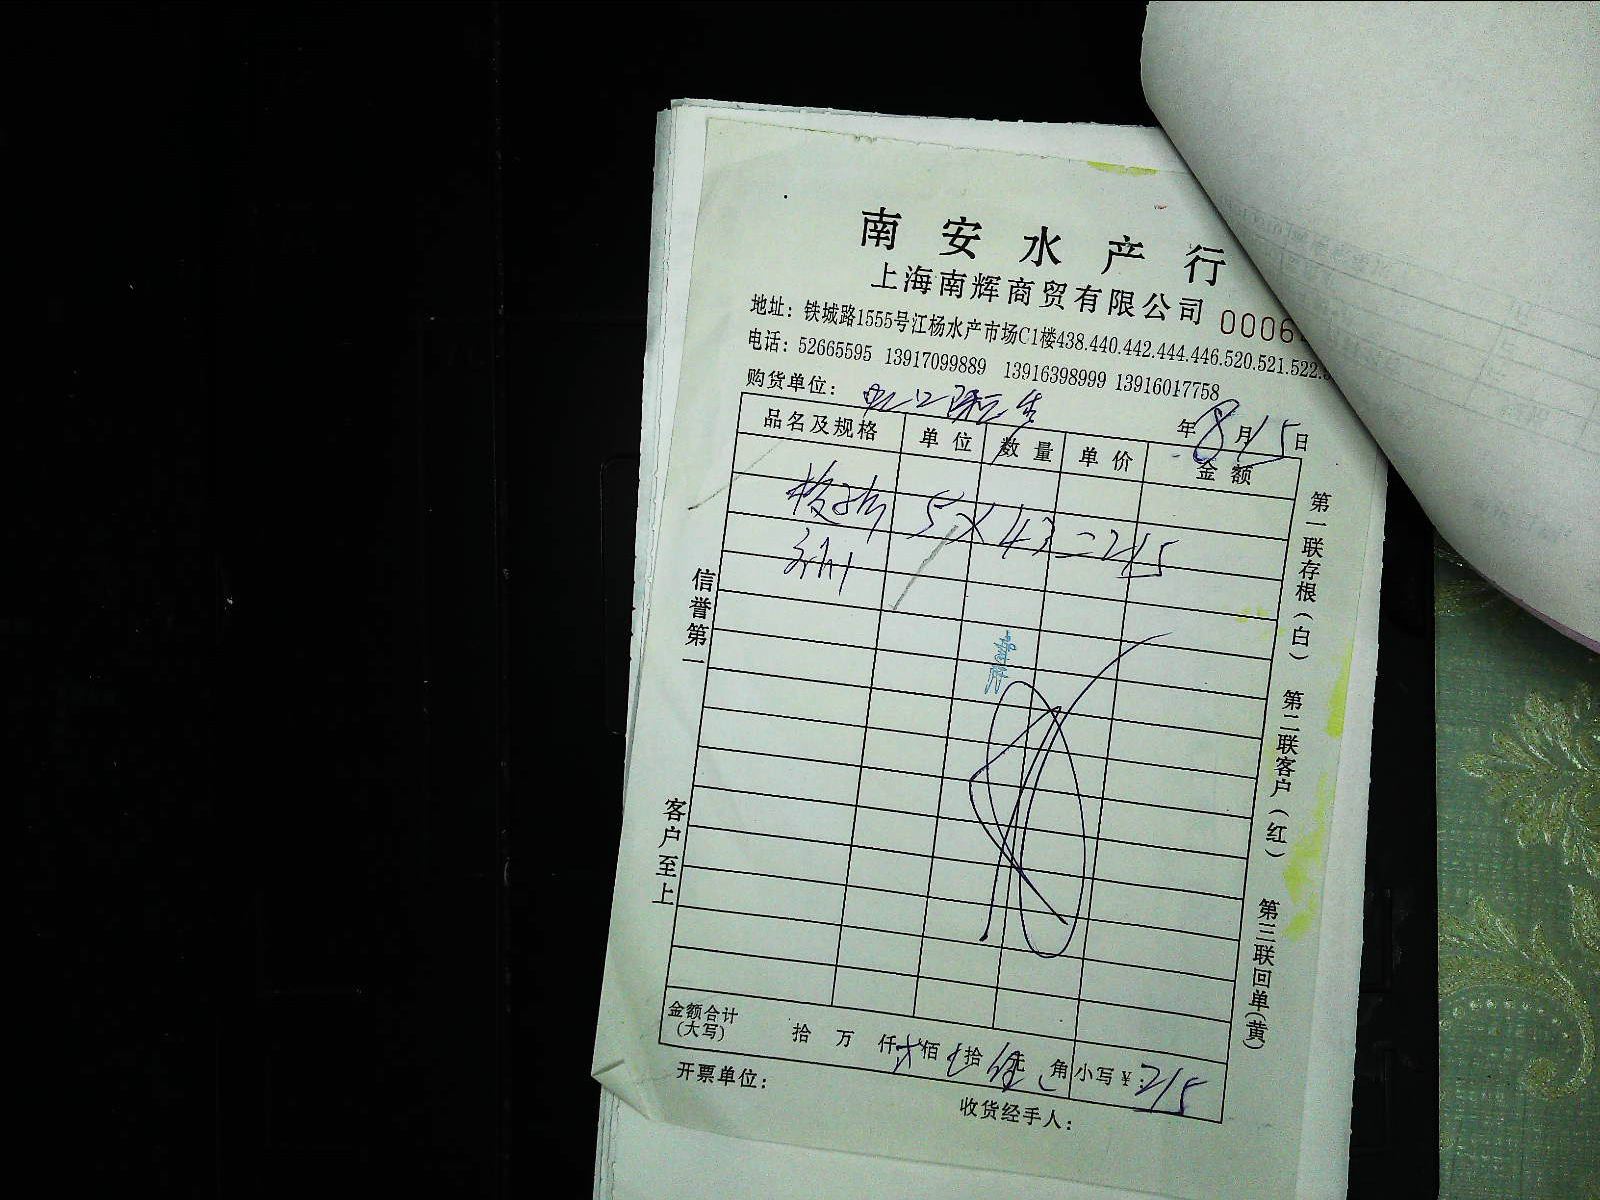 南安水产行
上海南辉商贸有限公司 0006
地址：铁城路1555号江杨水产市场C1楼438.440.442.444.446.520.521.522.
电话：52665595 13917099889 13916398999 13916017758
购货单位：
年8月15日
品名及规格 单位 数量 单价 金额
5×43=215
信誉第一
客户至上
第一联存根（白）
第二联客户（红）
第三联回单（黄）
金额合计（大写） 拾 万 仟 佰 拾 伍元 角 小写￥：215
开票单位：
收货经手人：